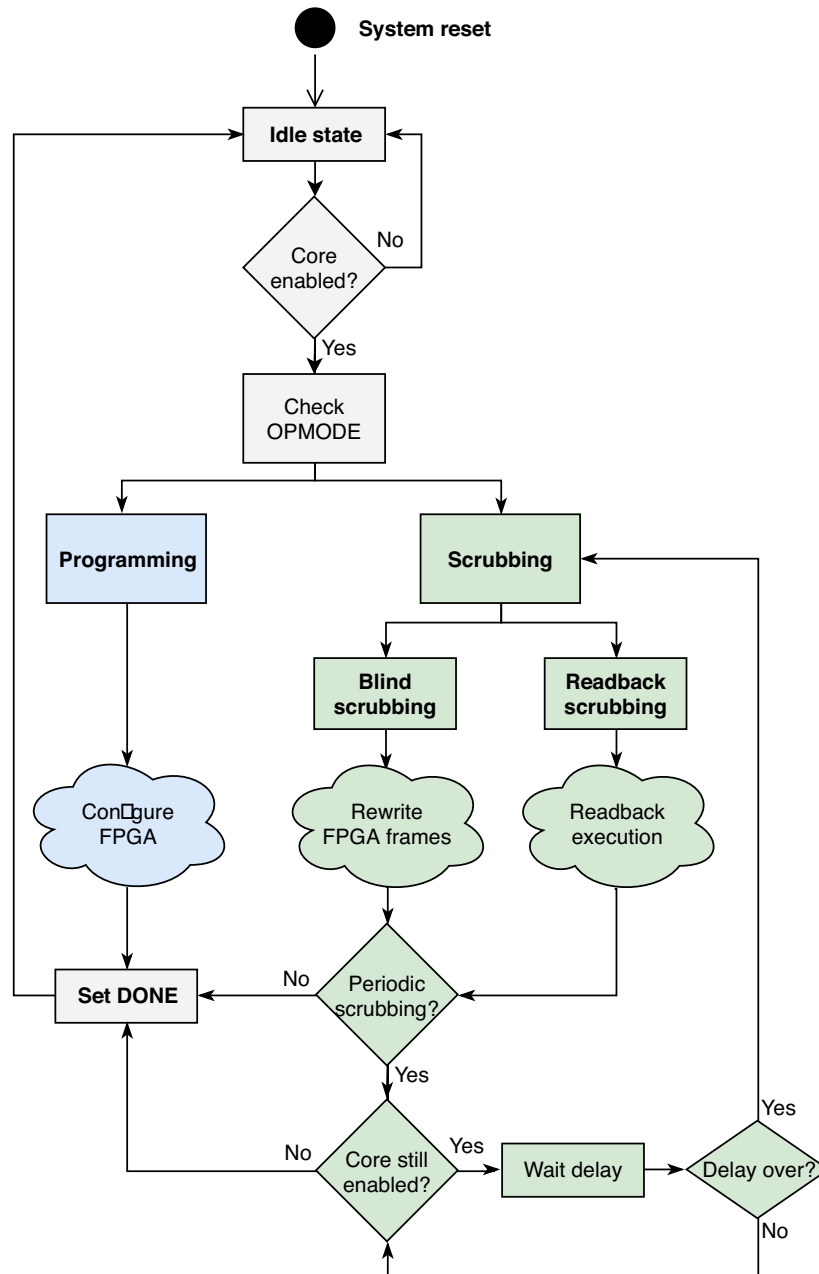 System reset
Idle state
No
Core
enabled?
Yes
Check
OPMODE
Programming
Scrubbing
Blind
scrubbing
Readback
scrubbing
Con□gure
FPGA
Rewrite
FPGA frames
Readback
execution
Set DONE
No
Periodic
scrubbing?
Yes
No
Core still
enabled?
Yes
Wait delay
Delay over?
Yes
No